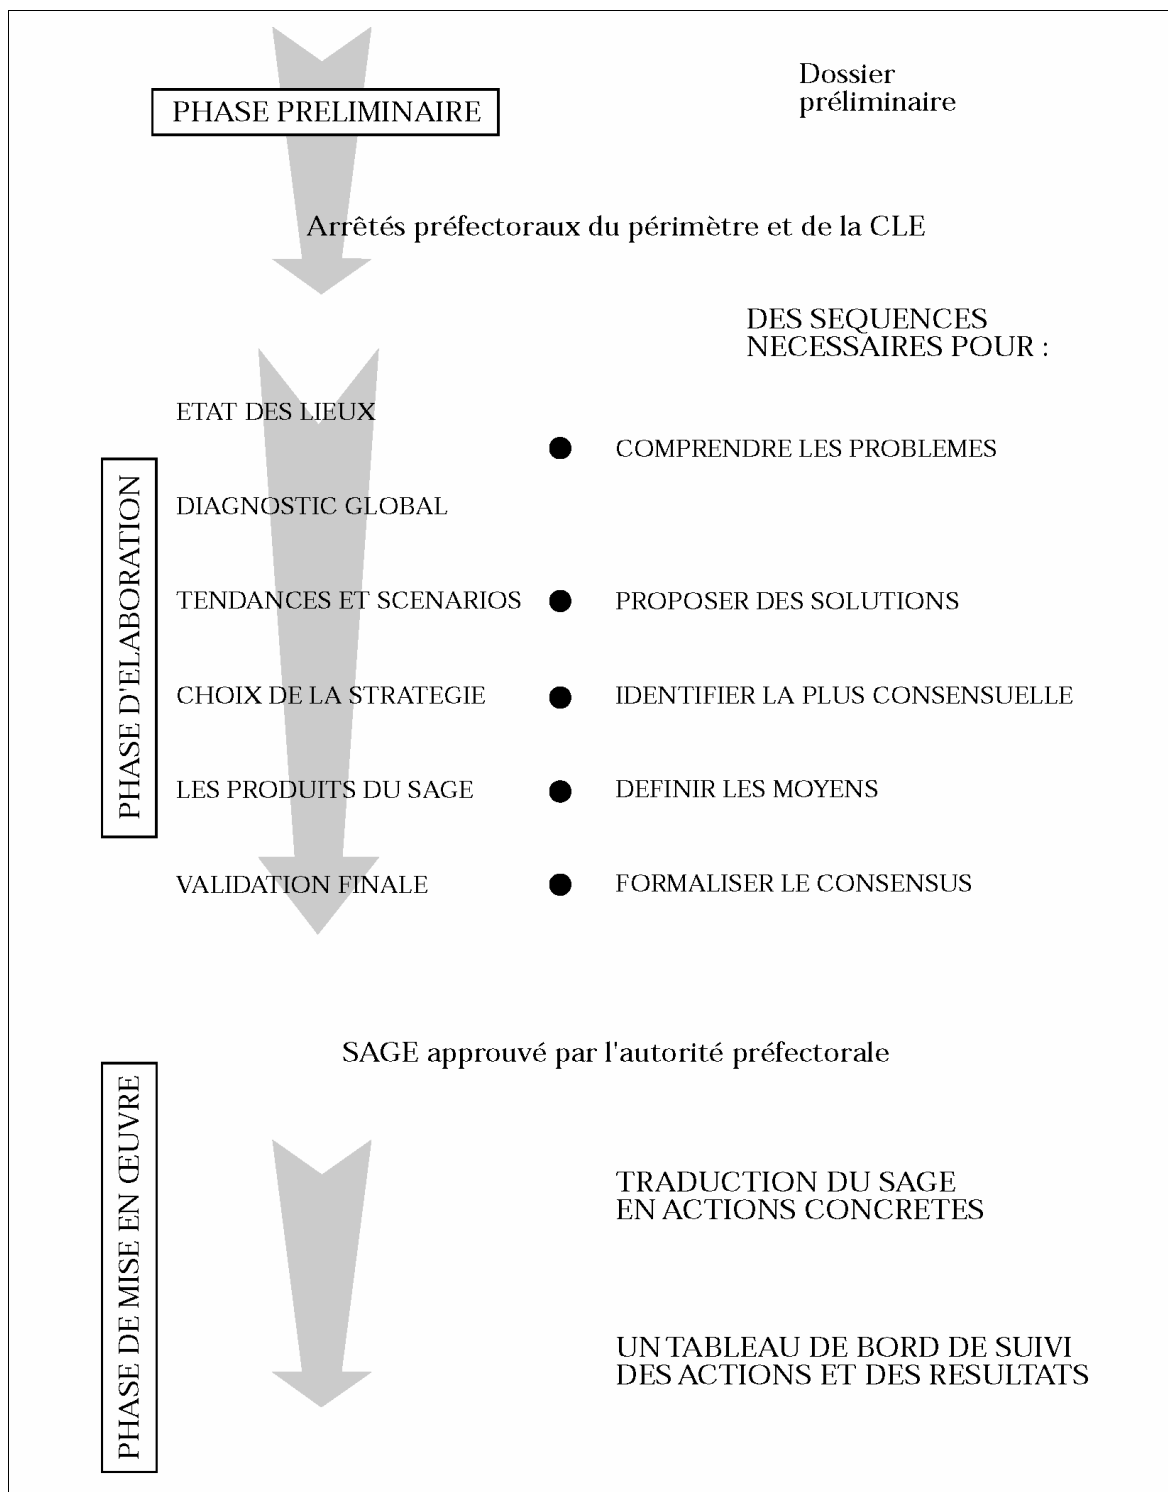 Dossier
préliminaire
PHASE PRELIMINAIRE
Arrêtés préfectoraux du périmètre et de la CLE
DES SEQUENCES
NECESSAIRES POUR :
PHASE D'ELABORATION
ETAT DES LIEUX
COMPRENDRE LES PROBLEMES
DIAGNOSTIC GLOBAL
TENDANCES ET SCENARIOS
PROPOSER DES SOLUTIONS
CHOIX DE LA STRATEGIE
IDENTIFIER LA PLUS CONSENSUELLE
LES PRODUITS DU SAGE
DEFINIR LES MOYENS
VALIDATION FINALE
FORMALISER LE CONSENSUS
SAGE approuvé par l'autorité préfectorale
PHASE DE MISE EN ŒUVRE
TRADUCTION DU SAGE
EN ACTIONS CONCRETES
UN TABLEAU DE BORD DE SUIVI
DES ACTIONS ET DES RESULTATS